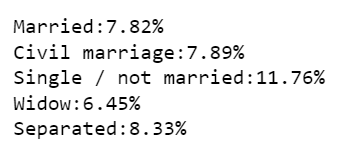 Married:7.82%
Civil marriage:7.89%
Single / not married:11.76%
Widow:6.45%
Separated:8.33%